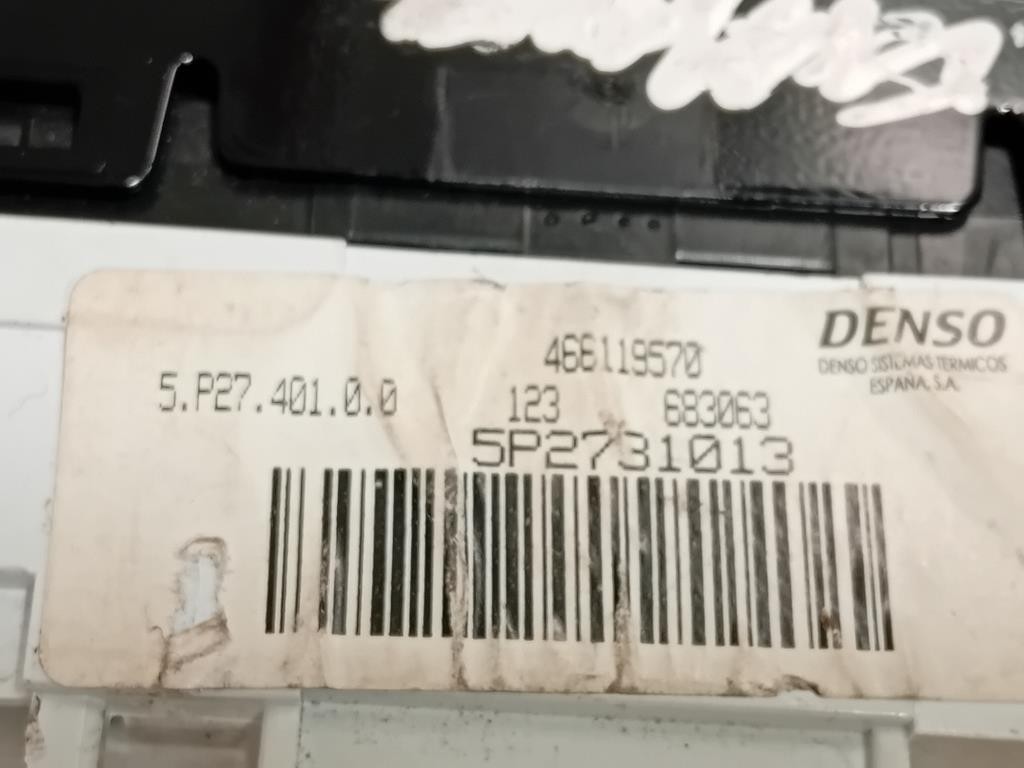 DENSO
DENSO SISTEMAS TERMICOS
ESPAÑA, S.A.
466119570
5.P27.401.0.0
123 683063
5P2731013